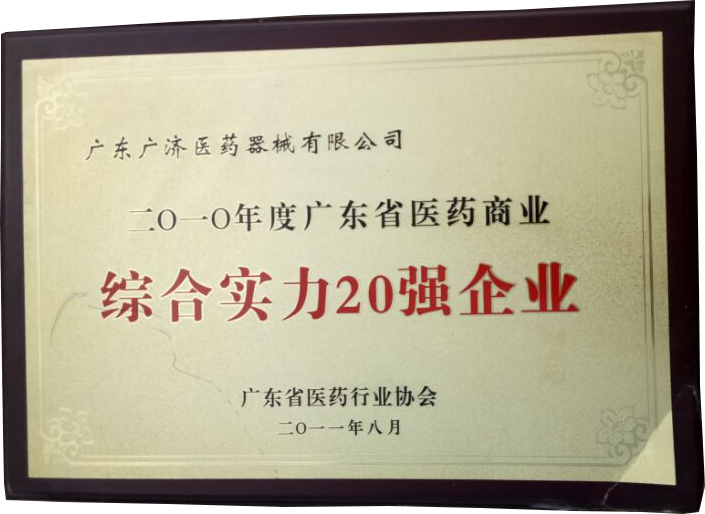 广东广济医药器械有限公司
二〇一〇年度广东省医药商业
综合实力20强企业
广东省医药行业协会
二〇一一年八月